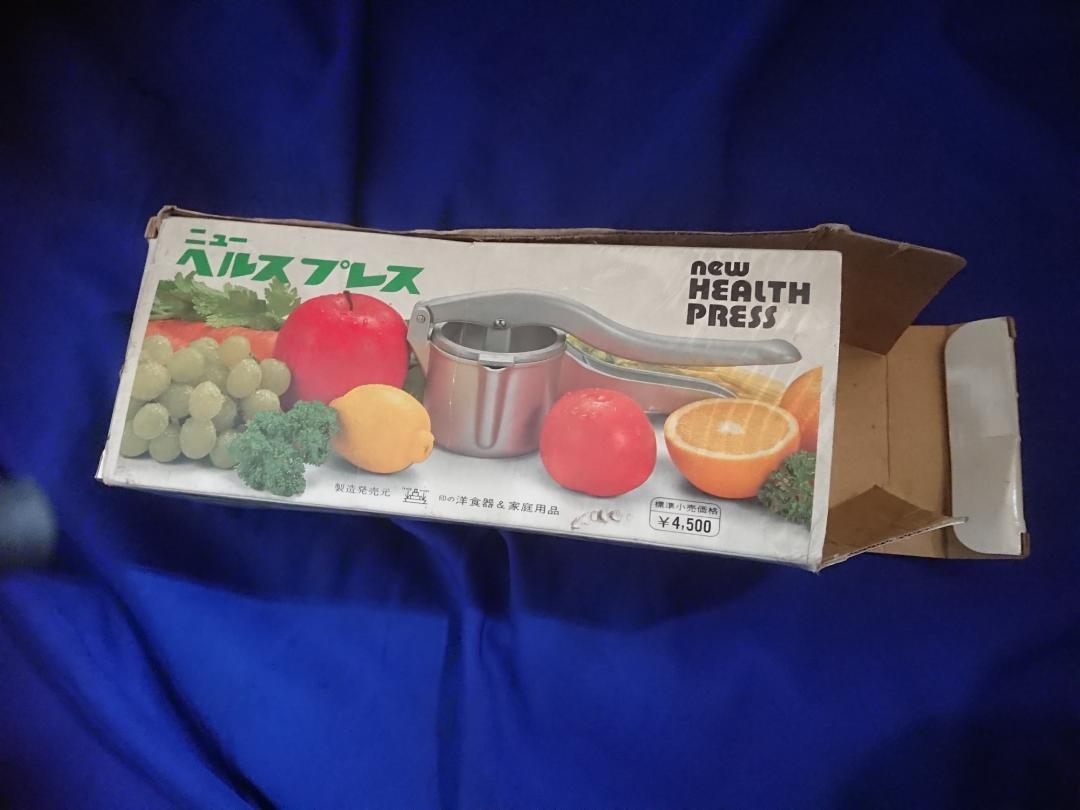 ニュー
ヘルスプレス
new
HEALTH
PRESS
製造発売元 印の洋食器&家庭用品
標準小売価格
￥4,500